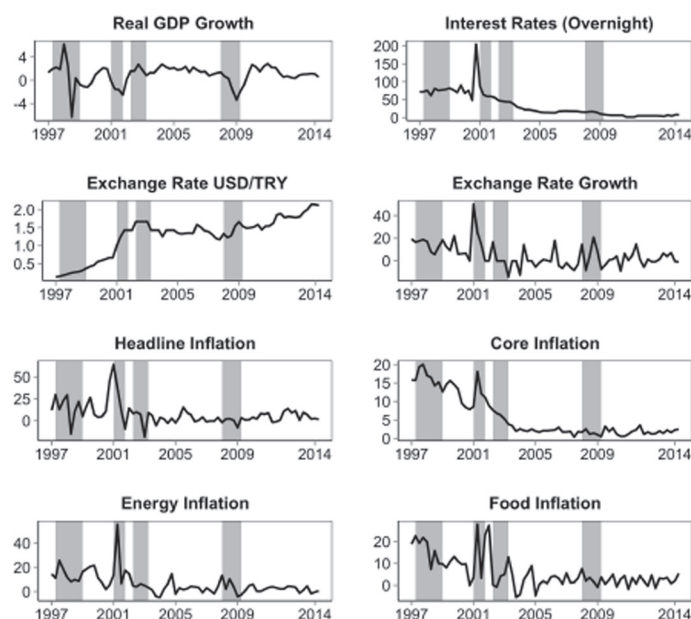 Real GDP Growth
4
0
-4
1997 2001 2005 2009 2014
Interest Rates (Overnight)
200
150
100
50
0
1997 2001 2005 2009 2014
Exchange Rate USD/TRY
2.0
1.5
1.0
0.5
1997 2001 2005 2009 2014
Exchange Rate Growth
40
20
0
1997 2001 2005 2009 2014
Headline Inflation
50
25
0
1997 2001 2005 2009 2014
Core Inflation
20
15
10
5
0
1997 2001 2005 2009 2014
Energy Inflation
40
20
0
1997 2001 2005 2009 2014
Food Inflation
20
10
0
1997 2001 2005 2009 2014